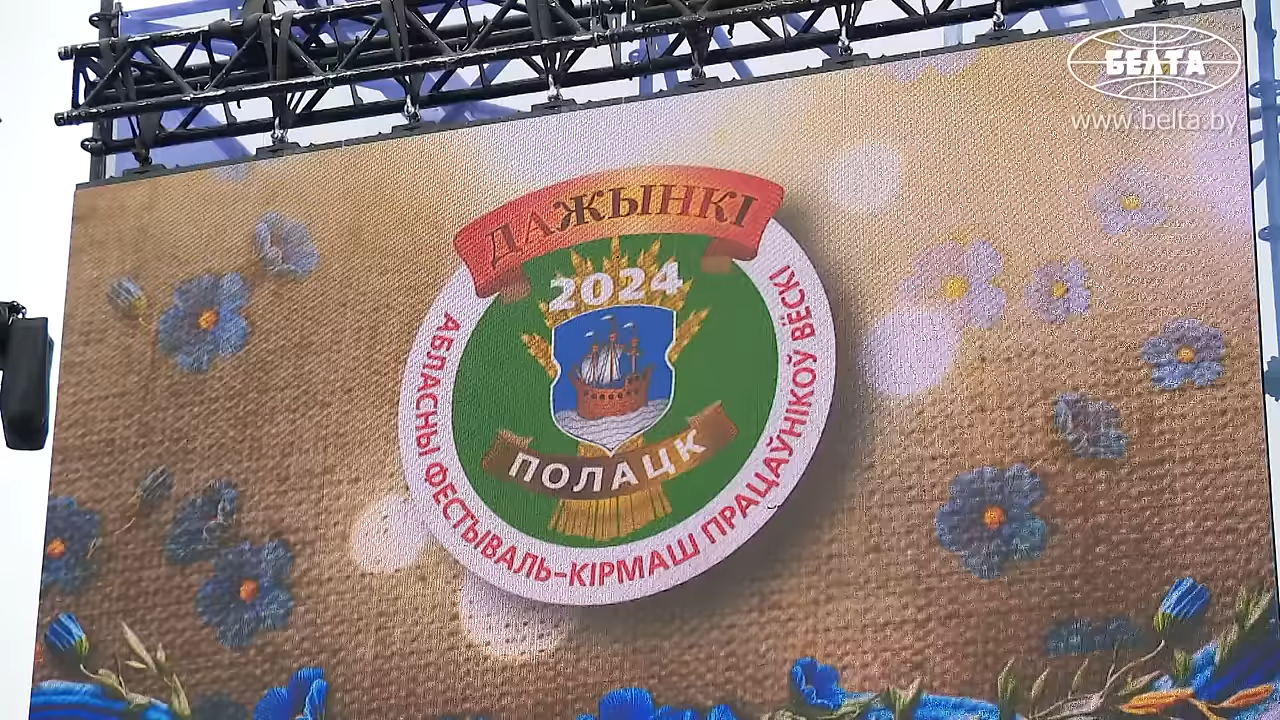 БЕЛТА
www.belta.by
ДАЖЫНКІ
2024
ПОЛАЦК
АБЛАСНЫ ФЕСТЫВАЛЬ-КІРМАШ ПРАЦАЎНІКОЎ ВЁСКІ